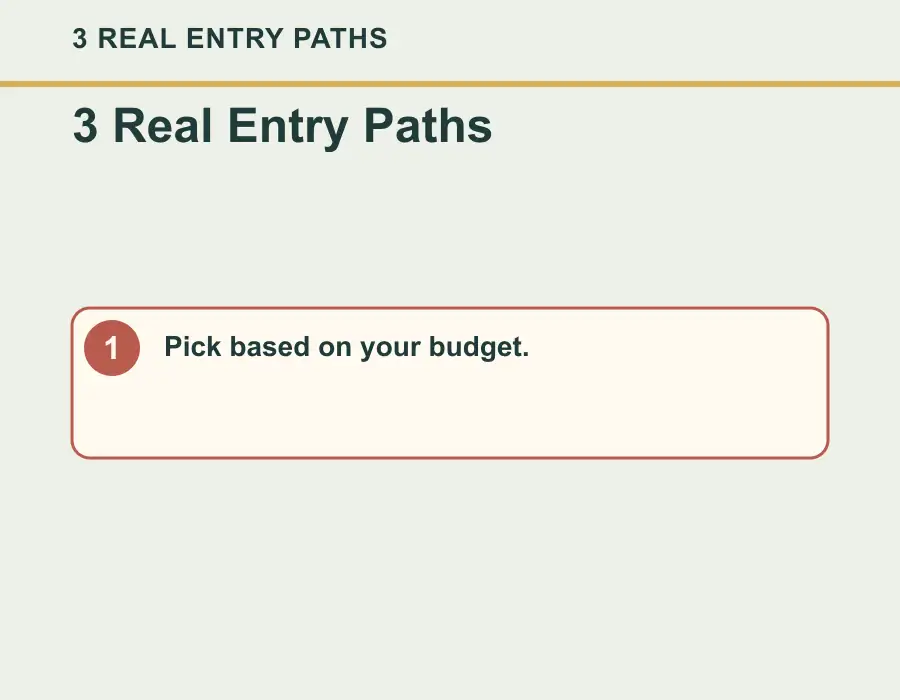 3 REAL ENTRY PATHS
3 Real Entry Paths
1
Pick based on your budget.